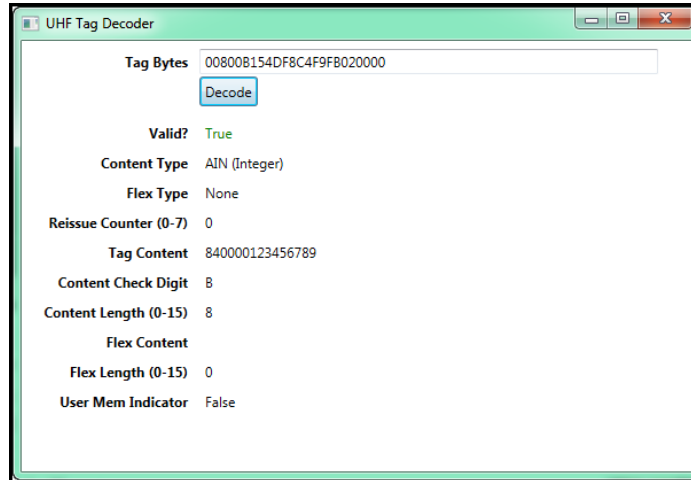 UHF Tag Decoder
Tag Bytes 00800B154DF8C4F9FB020000
Decode
Valid? True
Content Type AIN (Integer)
Flex Type None
Reissue Counter (0-7) 0
Tag Content 840000123456789
Content Check Digit B
Content Length (0-15) 8
Flex Content
Flex Length (0-15) 0
User Mem Indicator False